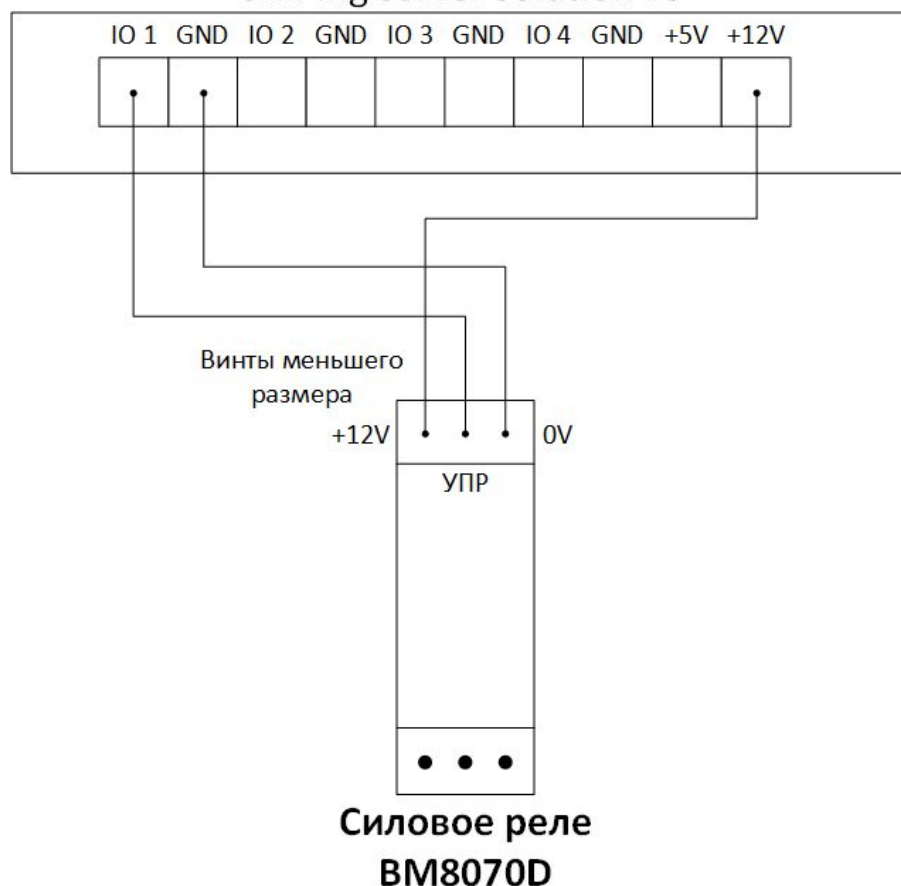 IO 1 GND IO 2 GND IO 3 GND IO 4 GND +5V +12V
Винты меньшего
размера
+12V 0V
УПР
Силовое реле
BM8070D